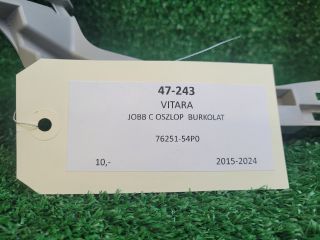 47-243
VITARA
JOBB C OSZLOP BURKOLAT
76251-54P0
10,- 2015-2024